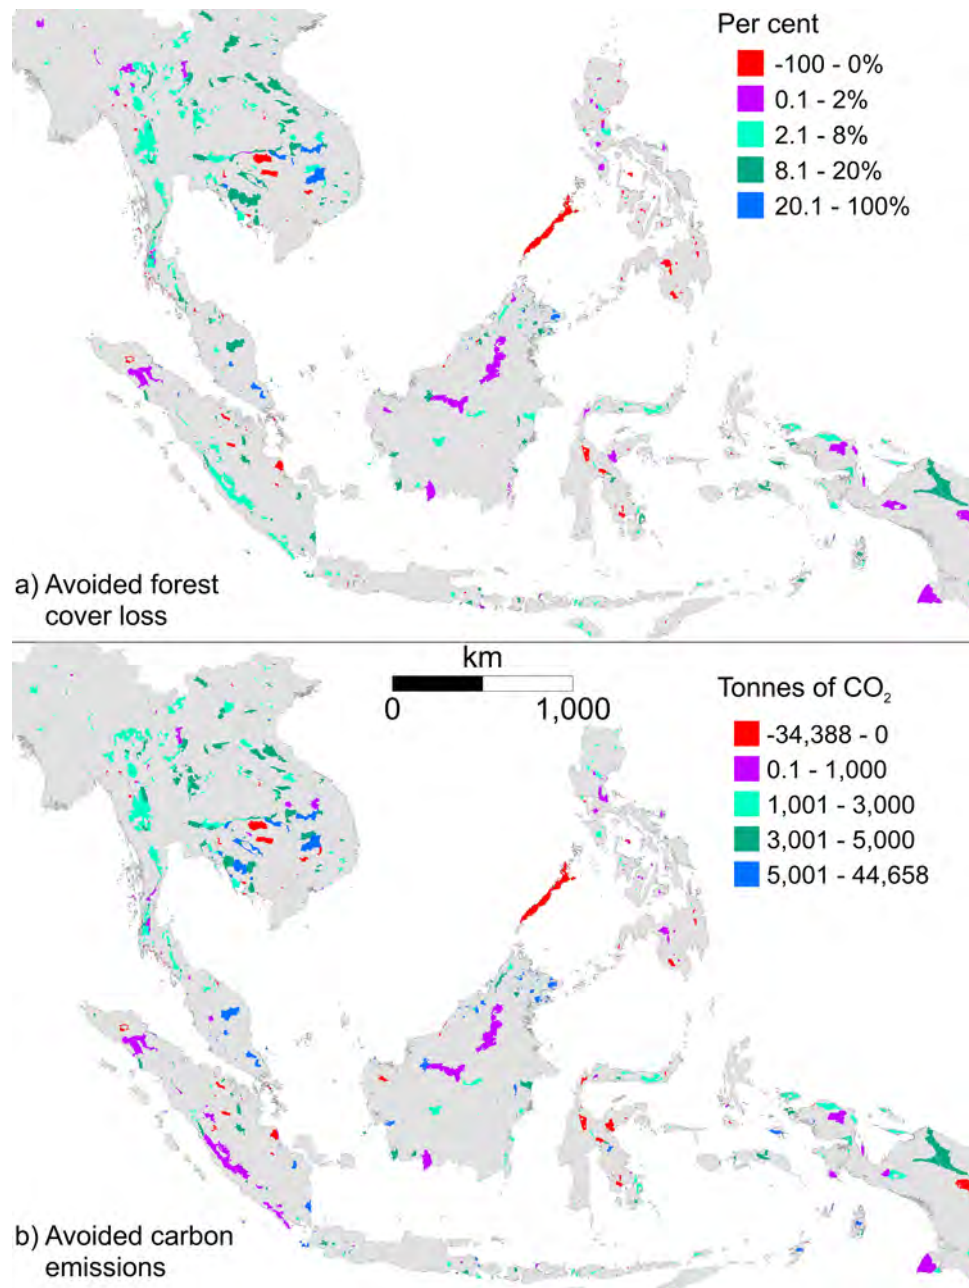 Per cent
-100 - 0%
0.1 - 2%
2.1 - 8%
8.1 - 20%
20.1 - 100%
a) Avoided forest
cover loss
km
0 1,000
Tonnes of CO₂
-34,388 - 0
0.1 - 1,000
1,001 - 3,000
3,001 - 5,000
5,001 - 44,658
b) Avoided carbon
emissions